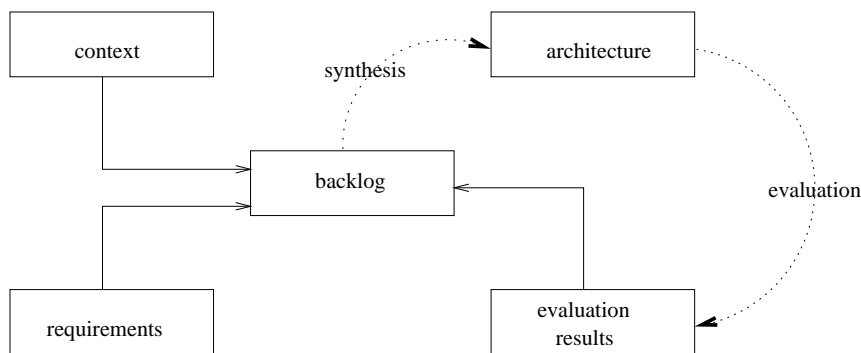 context
architecture
synthesis
backlog
evaluation
requirements
evaluation
results